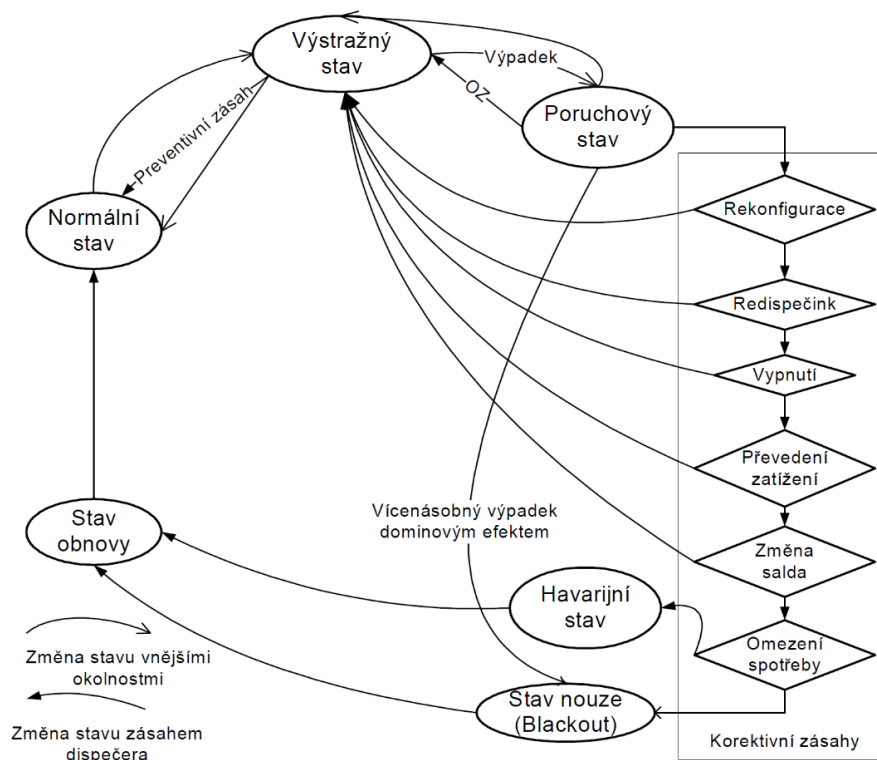 Výstražný
stav
Výpadek
OZ
Poruchový
stav
Preventivní zásah
Normální
stav
Rekonfigurace
Redispečink
Vypnutí
Převedení
zatížení
Vícenásobný výpadek
dominovým efektem
Stav
obnovy
Změna
salda
Havarijní
stav
Omezení
spotřeby
Změna stavu vnějšími
okolnostmi
Stav nouze
(Blackout)
Změna stavu zásahem
dispečera
Korektivní zásahy